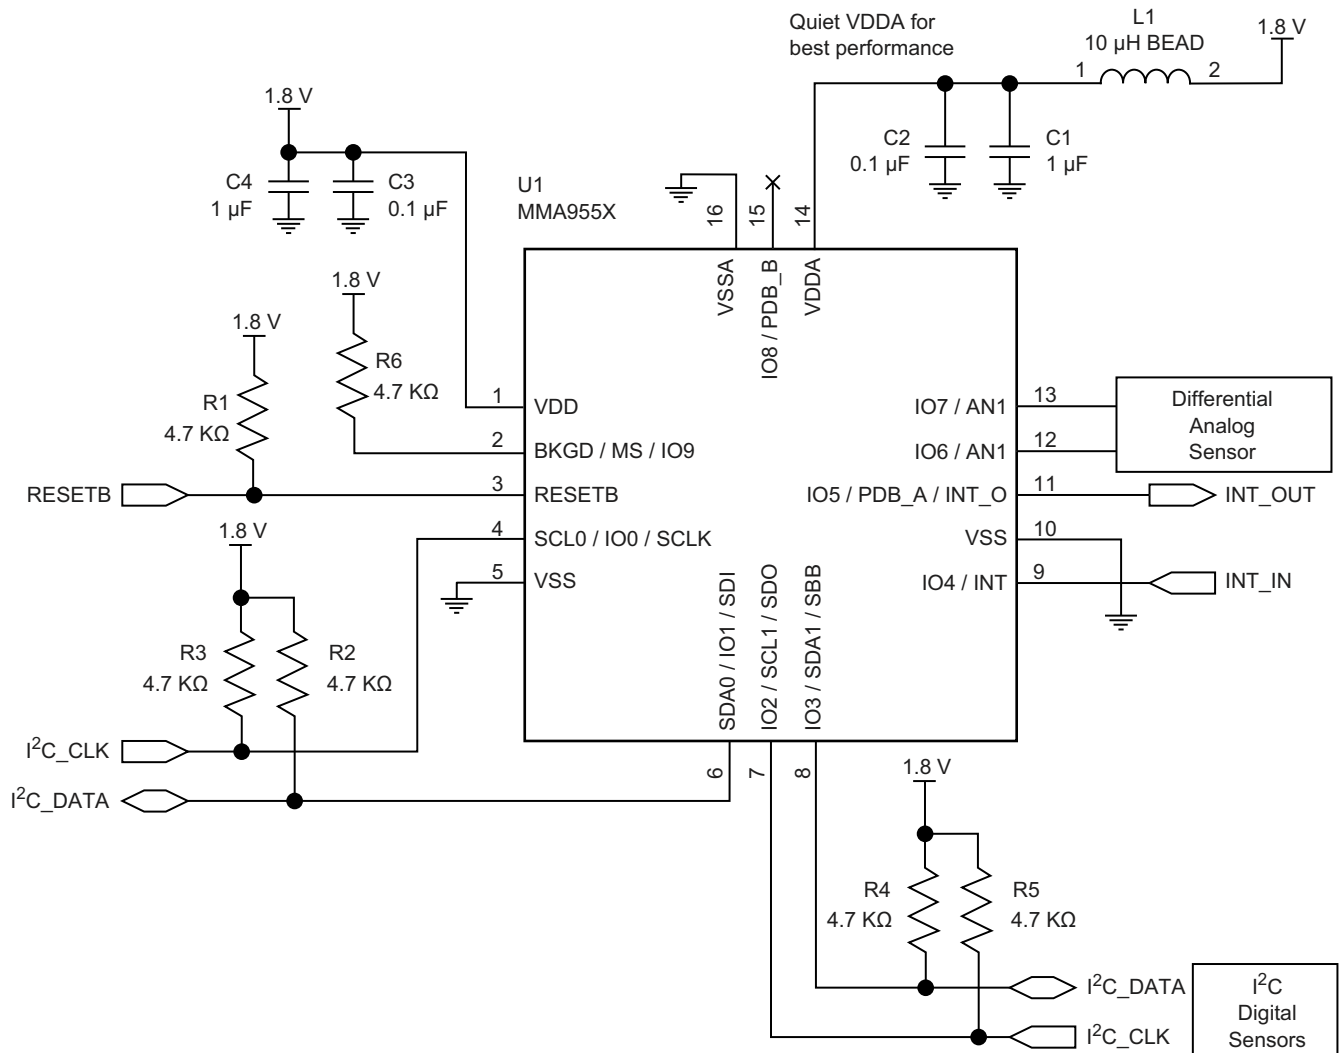 Quiet VDDA for
best performance
L1
10 µH BEAD
1.8 V
1
2
C2
0.1 µF
C1
1 µF
1.8 V
C4
1 µF
C3
0.1 µF
U1
MMA955X
16
15
14
VSSA
IO8 / PDB_B
VDDA
1.8 V
R6
4.7 KΩ
1.8 V
R1
4.7 KΩ
RESETB
1
VDD
2
BKGD / MS / IO9
3
RESETB
4
SCL0 / IO0 / SCLK
5
VSS
IO7 / AN1
13
IO6 / AN1
12
IO5 / PDB_A / INT_O
11
VSS
10
IO4 / INT
9
Differential
Analog
Sensor
INT_OUT
INT_IN
1.8 V
R3
4.7 KΩ
R2
4.7 KΩ
I²C_CLK
I²C_DATA
SDA0 / IO1 / SDI
IO2 / SCL1 / SDO
IO3 / SDA1 / SBB
6
7
8
1.8 V
R4
4.7 KΩ
R5
4.7 KΩ
I²C_DATA
I²C_CLK
I²C
Digital
Sensors